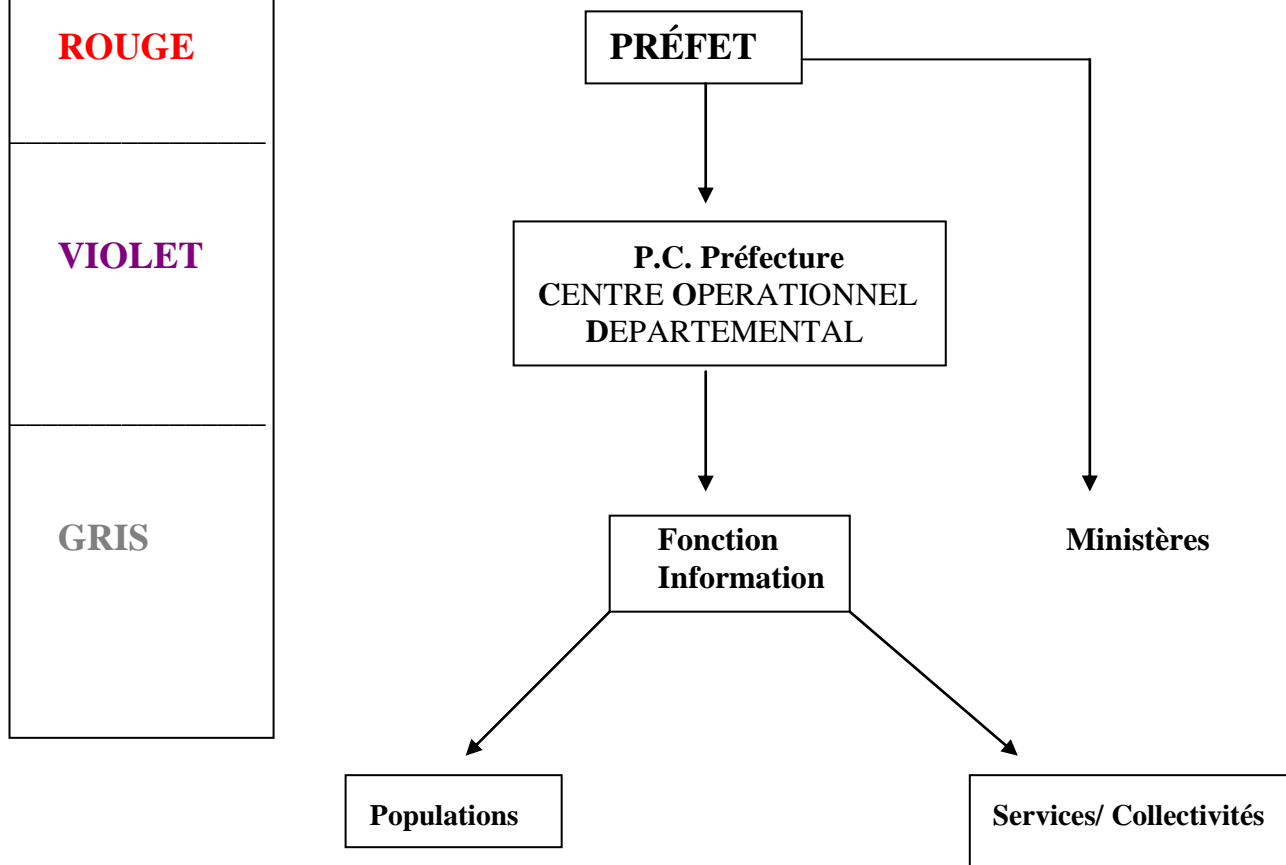 ROUGE
PRÉFET
VIOLET
P.C. Préfecture
CENTRE OPERATIONNEL
DEPARTEMENTAL
GRIS
Fonction
Information
Ministères
Populations
Services/ Collectivités